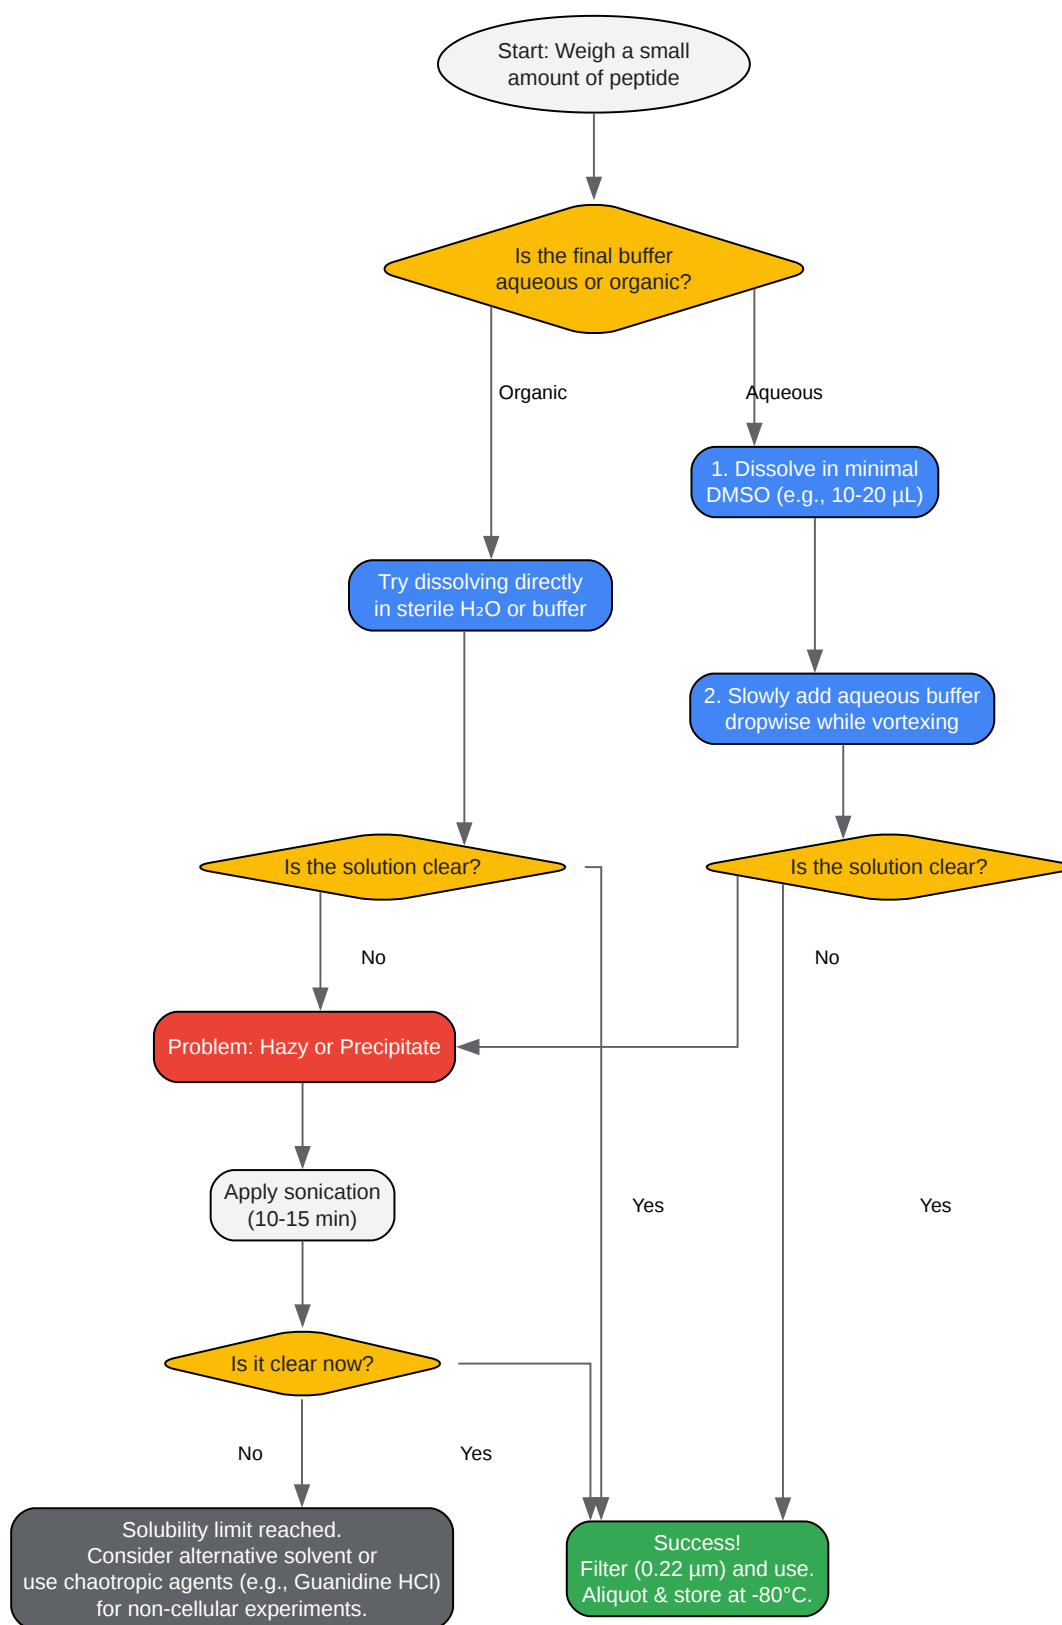 Start: Weigh a small
amount of peptide
Is the final buffer
aqueous or organic?
Organic
Aqueous
1. Dissolve in minimal
DMSO (e.g., 10-20 µL)
Try dissolving directly
in sterile H₂O or buffer
2. Slowly add aqueous buffer
dropwise while vortexing
Is the solution clear?
Is the solution clear?
No
No
Problem: Hazy or Precipitate
Apply sonication
(10-15 min)
Yes
Yes
Is it clear now?
No
Yes
Solubility limit reached.
Consider alternative solvent or
use chaotropic agents (e.g., Guanidine HCl)
for non-cellular experiments.
Success!
Filter (0.22 µm) and use.
Aliquot & store at -80°C.